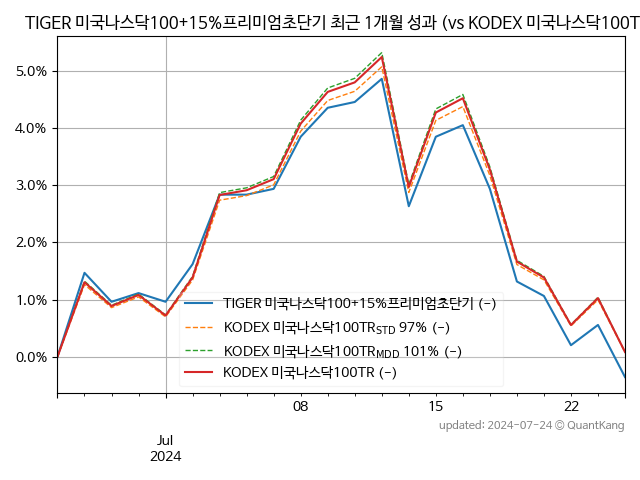 TIGER 미국나스닥100+15%프리미엄초단기 최근 1개월 성과 (vs KODEX 미국나스닥100T
5.0%
4.0%
3.0%
2.0%
1.0%
0.0%
TIGER 미국나스닥100+15%프리미엄초단기 (-)
KODEX 미국나스닥100TR_STD 97% (-)
KODEX 미국나스닥100TR_MDD 101% (-)
KODEX 미국나스닥100TR (-)
08 15 22
Jul
2024
updated: 2024-07-24 © QuantKang